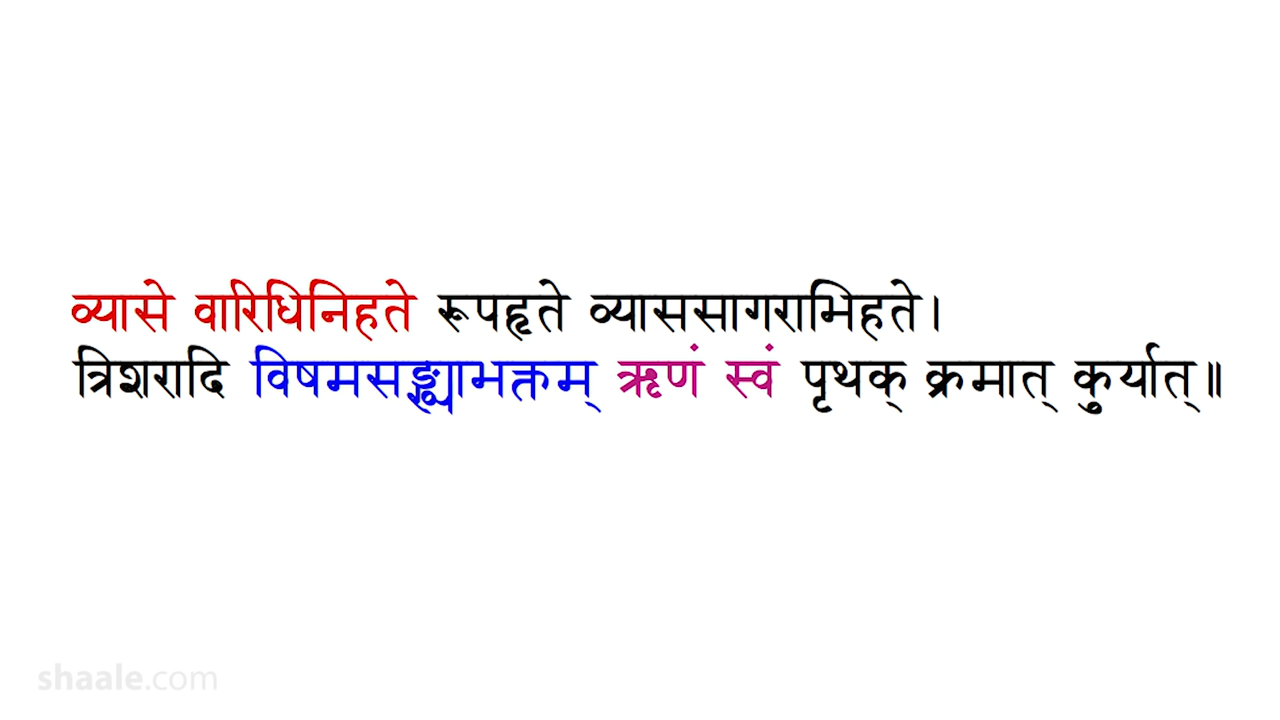 व्यासे वारिधिनिहते रूपहृते व्याससागराभिहते।
त्रिशरादि विषमसङ्ख्याभक्तम् ऋणं स्वं पृथक् क्रमात् कुर्यात्॥
shaale.com